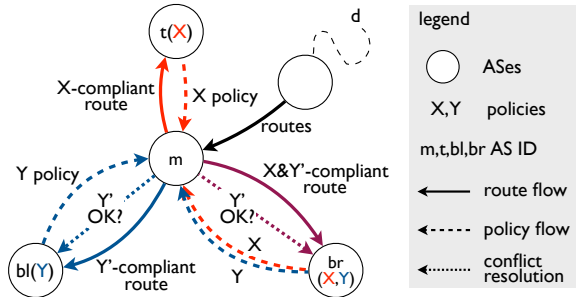 d
t(X)
X-compliant
route
X policy
routes
m
Y policy
Y'
OK?
Y'
OK?
X&Y'-compliant
route
bl(Y)
Y'-compliant
route
X
Y
br
(X,Y)
legend
ASes
X,Y policies
m,t,bl,br AS ID
route flow
policy flow
conflict
resolution